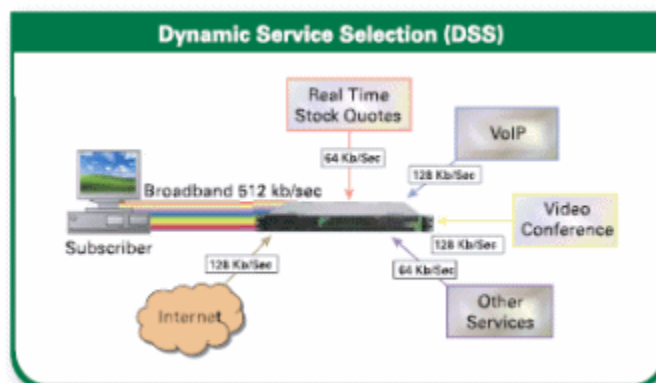 Dynamic Service Selection (DSS)
Real Time
Stock Quotes
VoIP
64 Kb/Sec
128 Kb/Sec
Broadband 512 kb/sec
Video
Conference
Subscriber
128 Kb/Sec
128 Kb/Sec
64 Kb/Sec
Internet
Other
Services